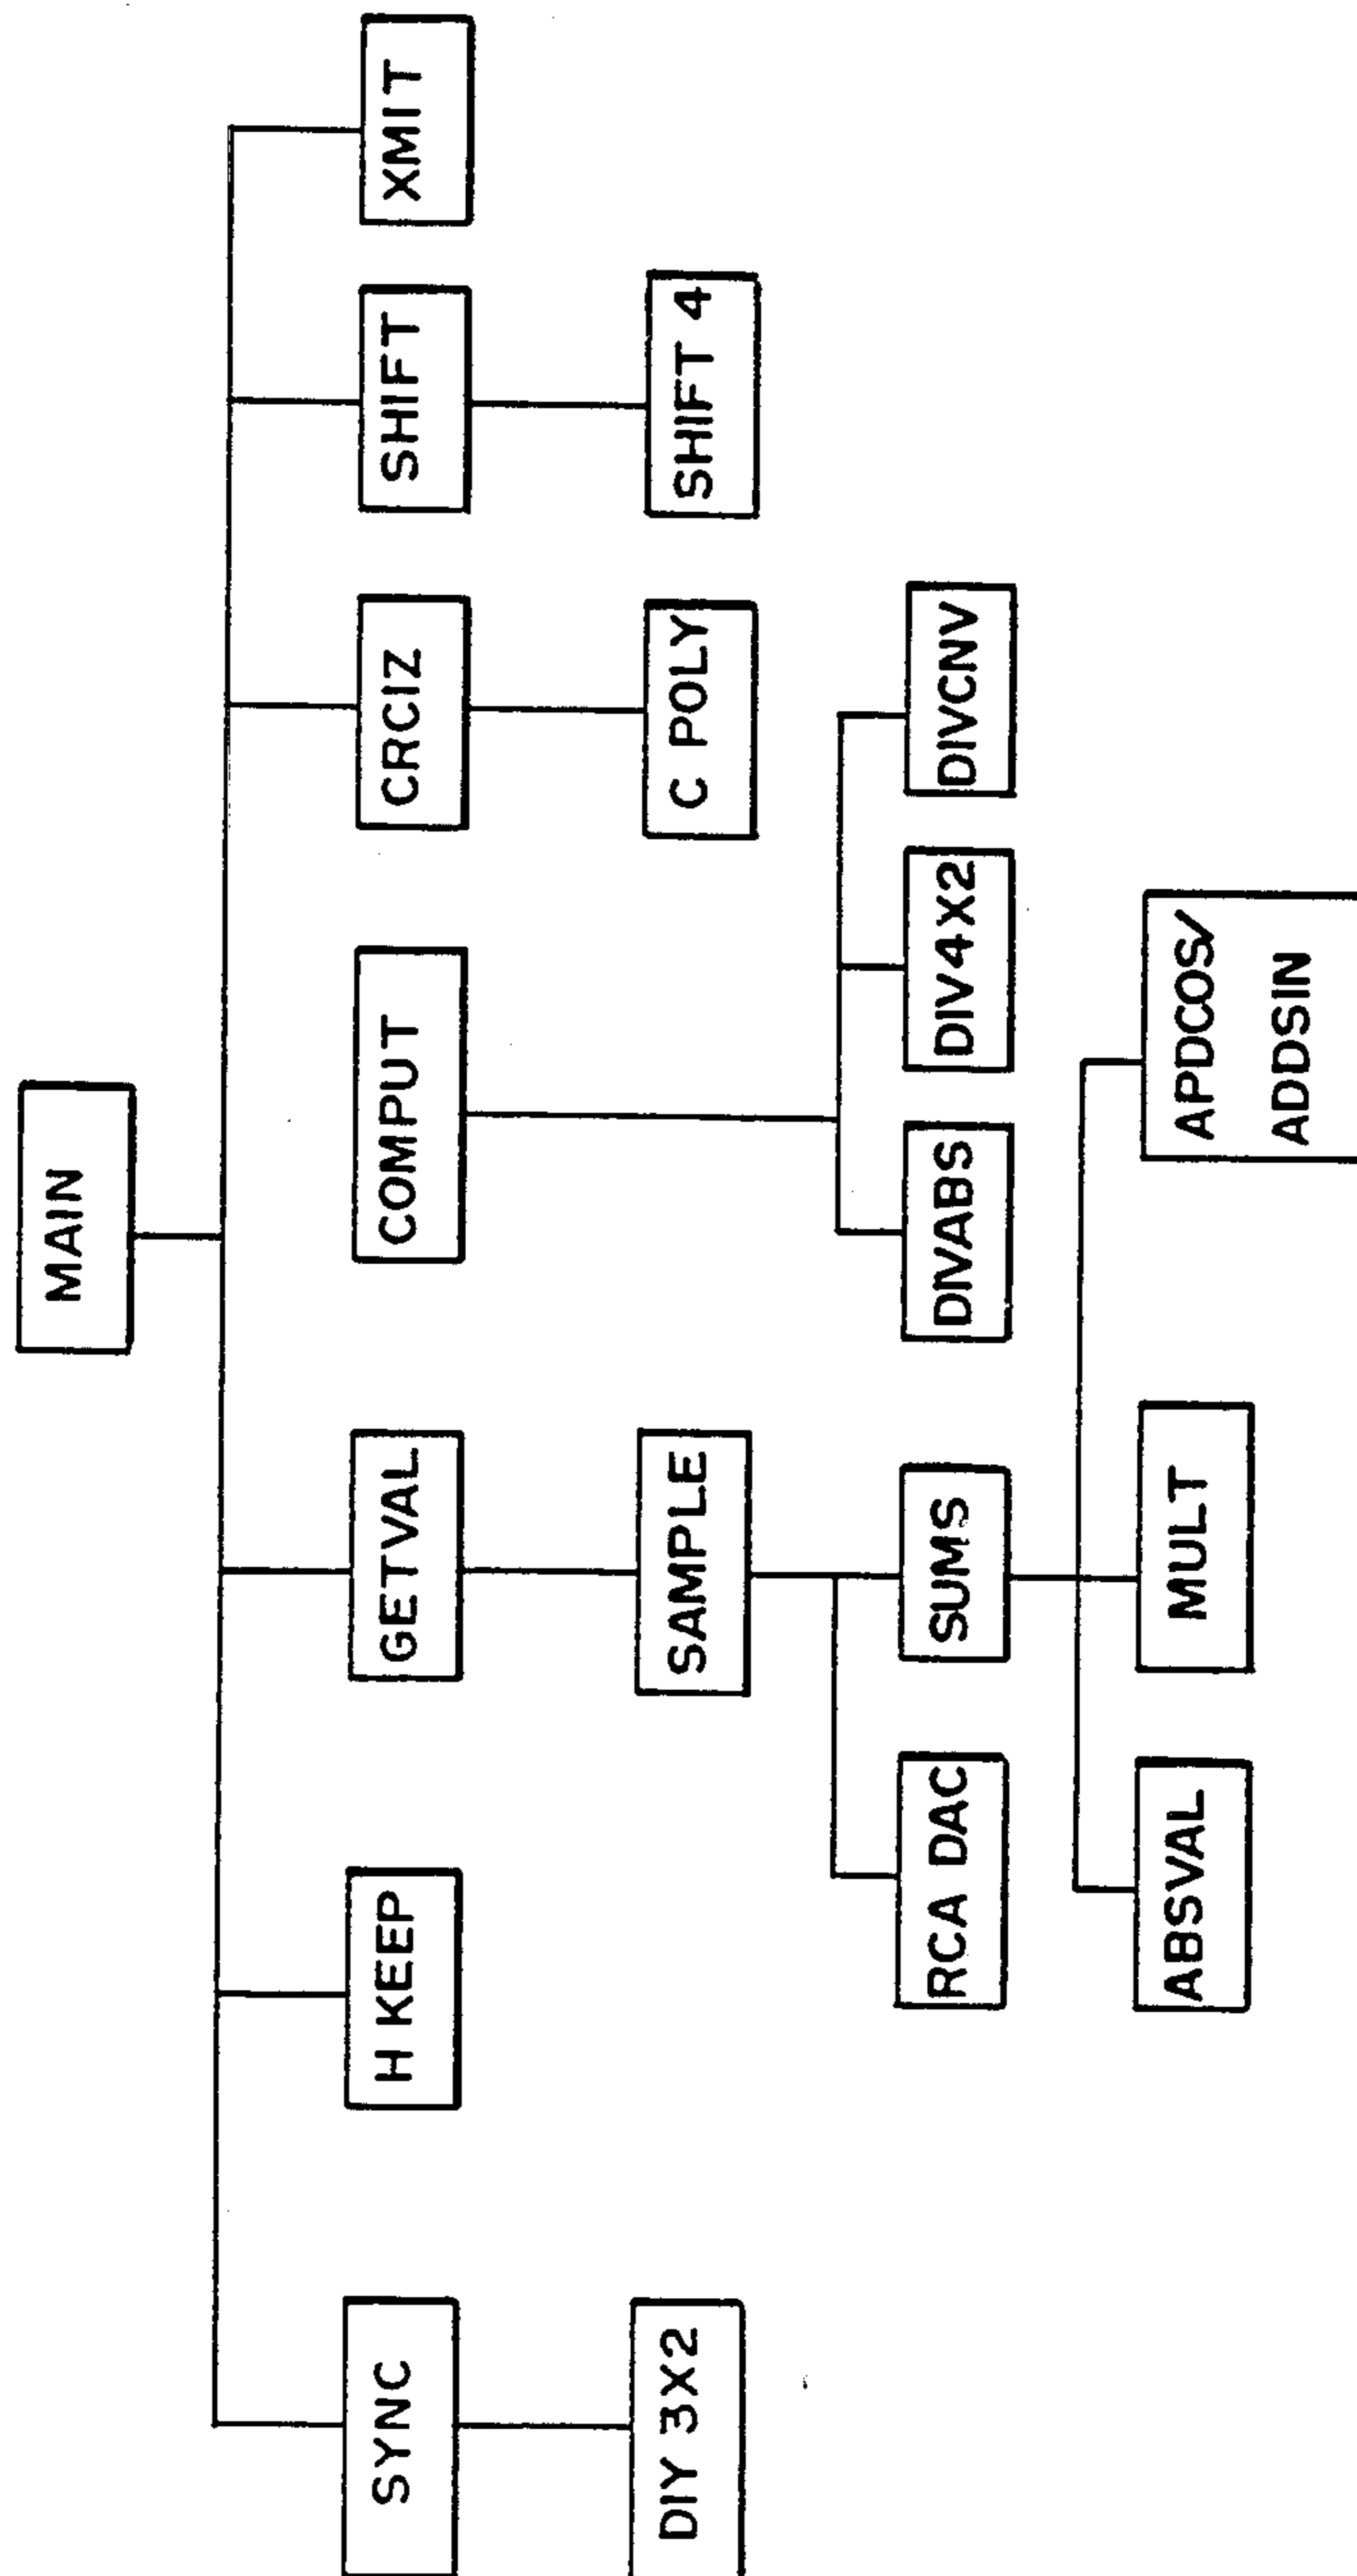 MAIN
SYNC
H KEEP
GETVAL
COMPUT
CRCIZ
SHIFT
XMIT
DIY 3X2
SAMPLE
C POLY
SHIFT 4
RCA DAC
SUMS
DIVABS
DIV4X2
DIVCNV
ABSVAL
MULT
APDCOS/
ADDSIN